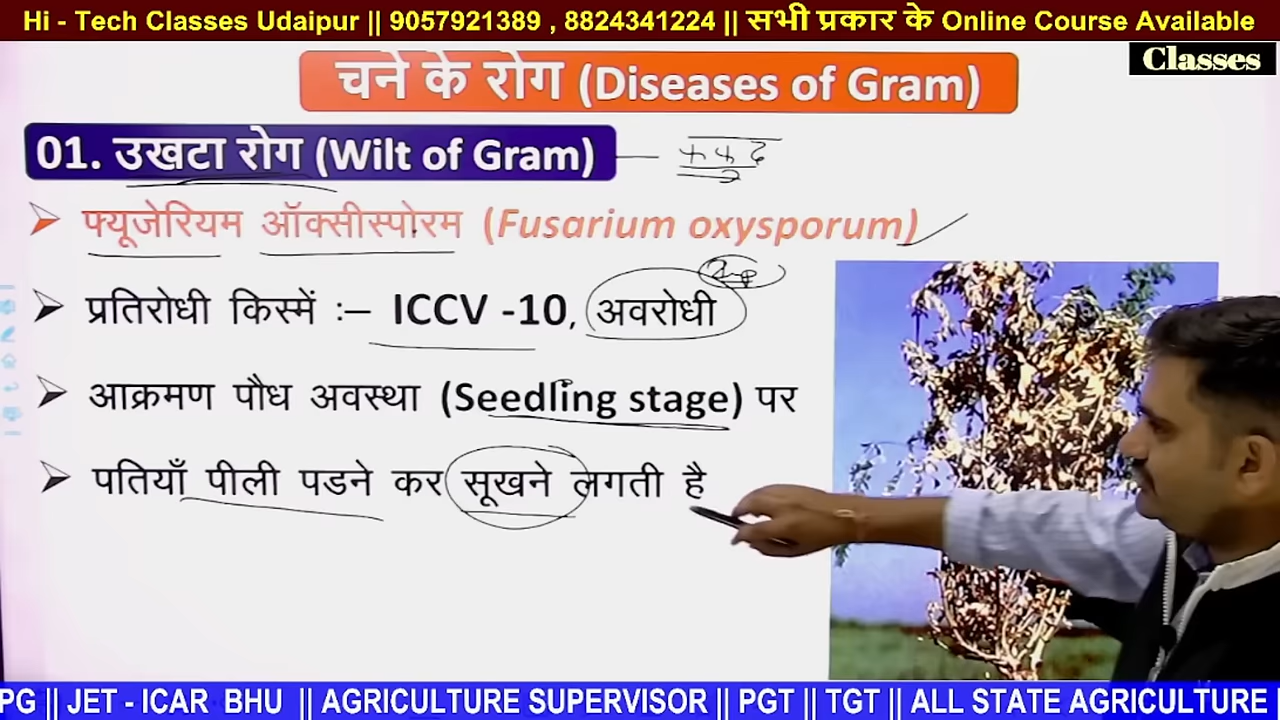 Hi - Tech Classes Udaipur || 9057921389 , 8824341224 || सभी प्रकार के Online Course Available
Classes
चने के रोग (Diseases of Gram)
01. उखटा रोग (Wilt of Gram)
फ्यूजेरियम ऑक्सीस्पोरम (Fusarium oxysporum)
प्रतिरोधी किस्में :– ICCV -10, अवरोधी
आक्रमण पौध अवस्था (Seedling stage) पर
पतियाँ पीली पडने कर सूखने लगती है
PG || JET - ICAR BHU || AGRICULTURE SUPERVISOR || PGT || TGT || ALL STATE AGRICULTURE